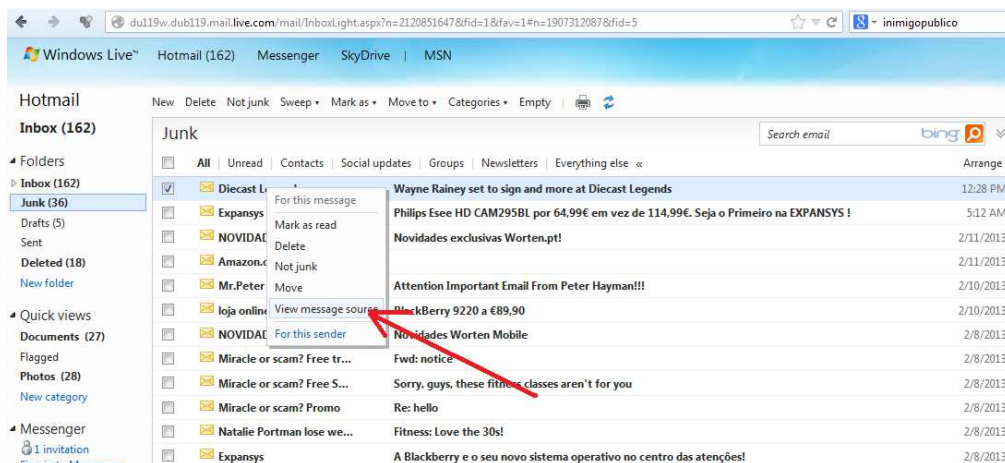 du119w.dub119.mail.live.com/mail/InboxLight.aspx?n=2120851647&fid=1&fav=1#n=1907312087&fid=5 inimigopublico
Windows Live™ Hotmail (162) Messenger SkyDrive | MSN
Hotmail New Delete Not junk Sweep Mark as Move to Categories Empty
Inbox (162) Junk Search email bing
Folders All Unread Contacts Social updates Groups Newsletters Everything else « Arrange
Inbox (162) Diecast Wayne Rainey set to sign and more at Diecast Legends 12:28 PM
For this message
Junk (36) Expansys Philips Esee HD CAM295BL por 64,99€ em vez de 114,99€. Seja o Primeiro na EXPANSYS ! 5:12 AM
Mark as read
Drafts (5)
Sent NOVIDAD Novidades exclusivas Worten.pt! 2/11/2013
Delete
Deleted (18) Amazon.c 2/11/2013
Not junk
New folder Mr.Peter Attention Important Email From Peter Hayman!!! 2/10/2013
Move
Quick views loja online BlackBerry 9220 a €89,90 2/10/2013
View message source
Documents (27) NOVIDAD Novidades Worten Mobile 2/8/2013
For this sender
Flagged Miracle or scam? Free tr... Fwd: notice 2/8/2013
Photos (28) Miracle or scam? Free S... Sorry, guys, these fitness classes aren't for you 2/8/2013
New category
Miracle or scam? Promo Re: hello 2/8/2013
Messenger Natalie Portman lose we... Fitness: Love the 30s! 2/8/2013
1 invitation
Expansys A Blackberry e o seu novo sistema operativo no centro das atenções! 2/8/2013